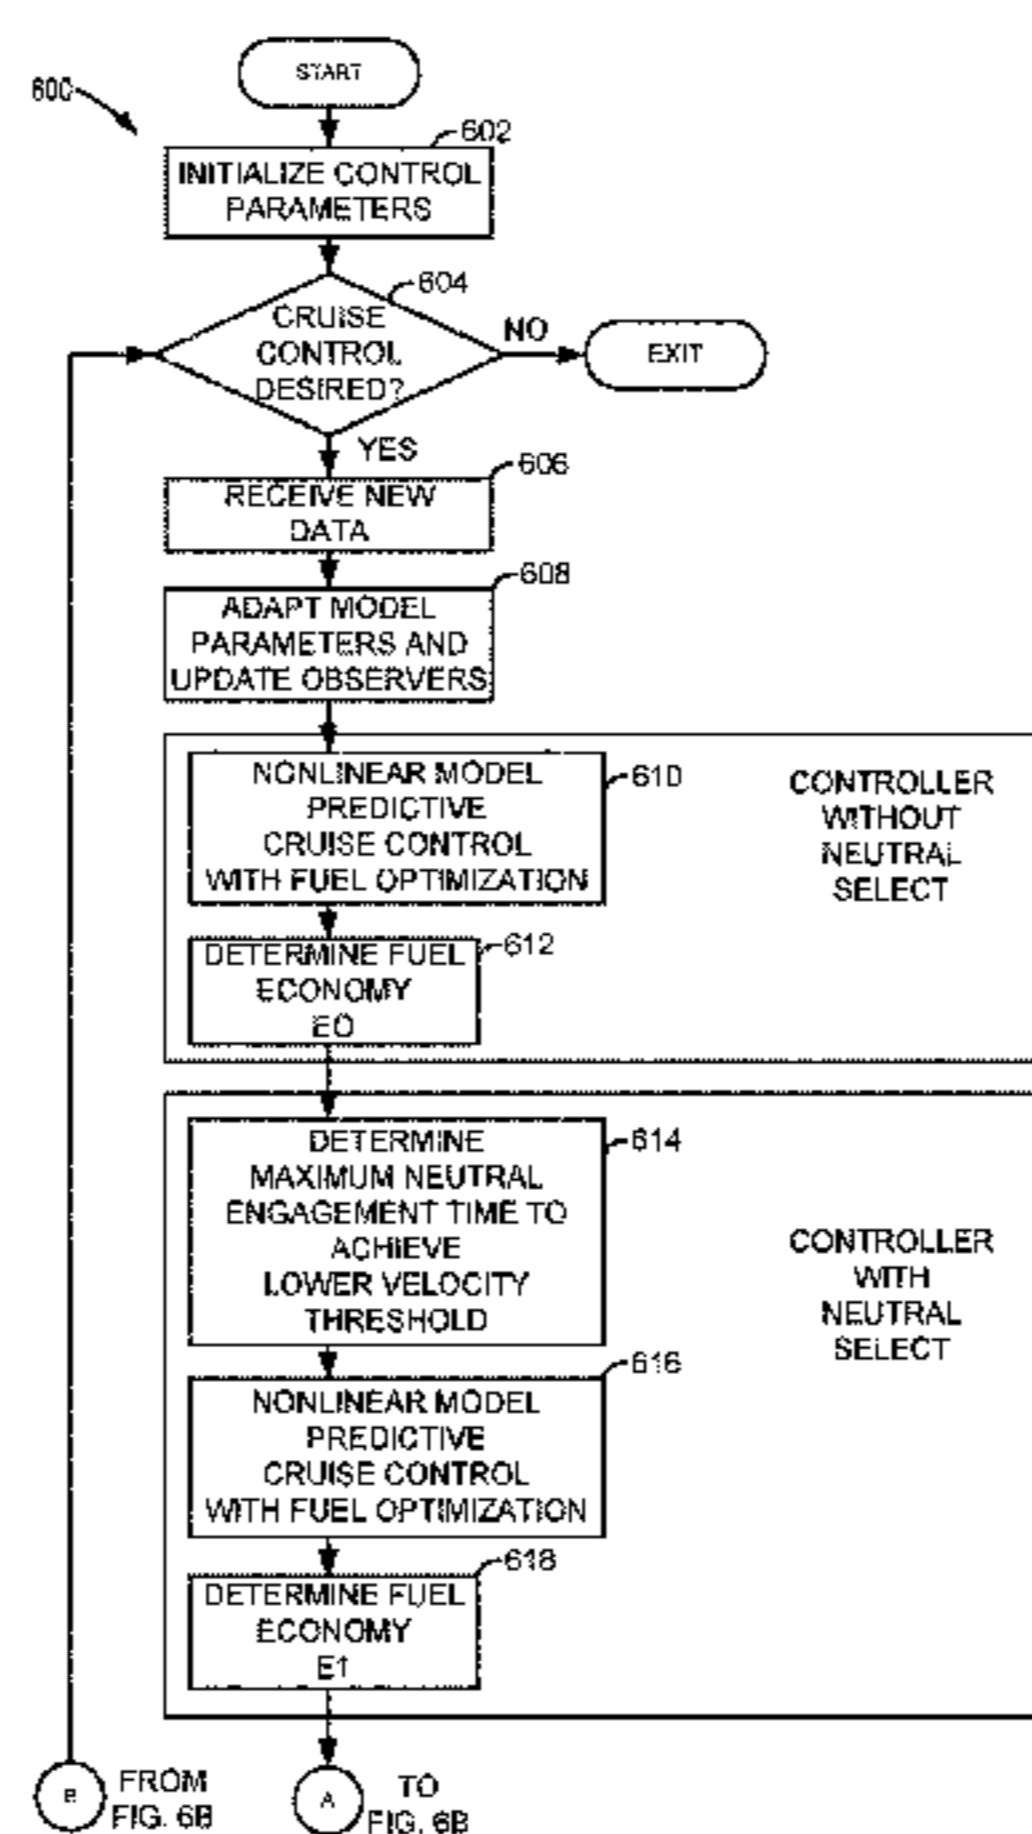 START
600
602
INITIALIZE CONTROL
PARAMETERS
604
CRUISE
CONTROL
DESIRED?
NO
EXIT
YES
606
RECEIVE NEW
DATA
608
ADAPT MODEL
PARAMETERS AND
UPDATE OBSERVERS
610
NONLINEAR MODEL
PREDICTIVE
CRUISE CONTROL
WITH FUEL OPTIMIZATION
CONTROLLER
WITHOUT
NEUTRAL
SELECT
612
DETERMINE FUEL
ECONOMY
E0
614
DETERMINE
MAXIMUM NEUTRAL
ENGAGEMENT TIME TO
ACHIEVE
LOWER VELOCITY
THRESHOLD
CONTROLLER
WITH
NEUTRAL
SELECT
616
NONLINEAR MODEL
PREDICTIVE
CRUISE CONTROL
WITH FUEL OPTIMIZATION
618
DETERMINE FUEL
ECONOMY
E1
B
FROM
FIG. 6B
A
TO
FIG. 6B